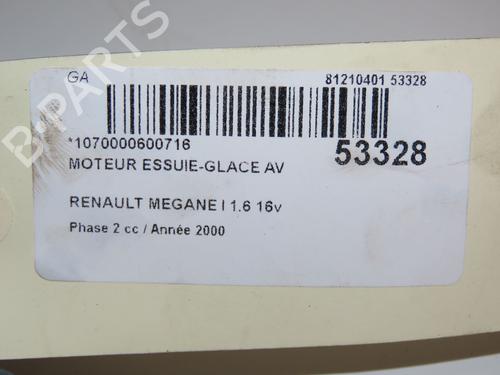 GA
81210401 53328
*1070000600716
53328
MOTEUR ESSUIE-GLACE AV
RENAULT MEGANE I 1.6 16v
Phase 2 cc / Année 2000
B-PARTS